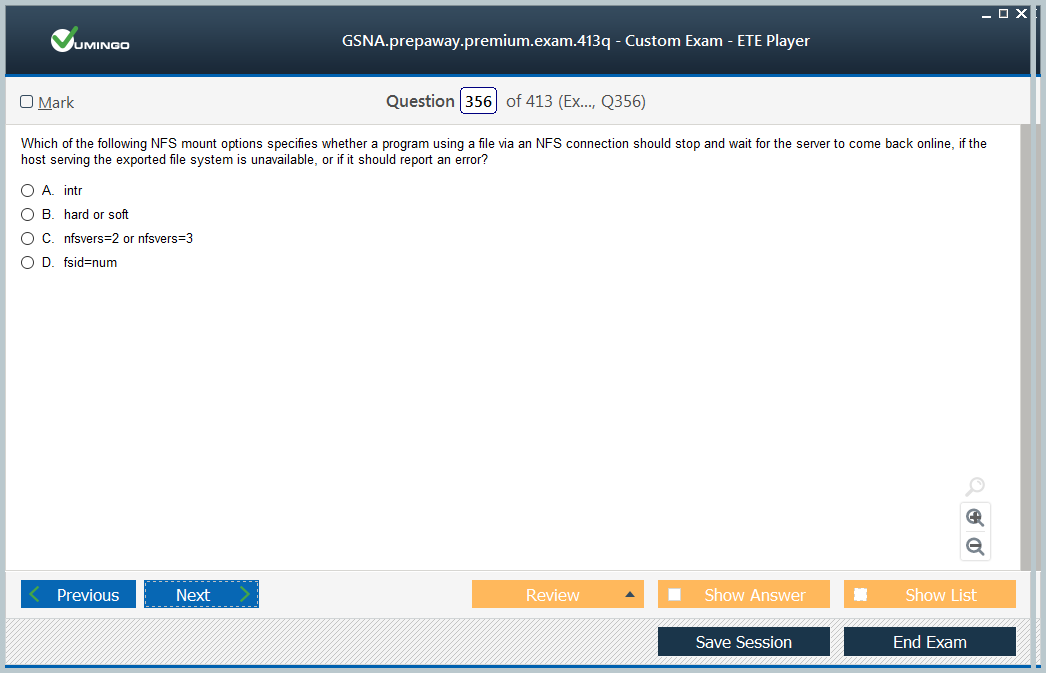 VUMINGO
GSNA.prepaway.premium.exam.413q - Custom Exam - ETE Player
Mark
Question 356 of 413 (Ex..., Q356)
Which of the following NFS mount options specifies whether a program using a file via an NFS connection should stop and wait for the server to come back online, if the
host serving the exported file system is unavailable, or if it should report an error?
A. intr
B. hard or soft
C. nfsvers=2 or nfsvers=3
D. fsid=num
Previous
Next
Review
Show Answer
Show List
Save Session
End Exam